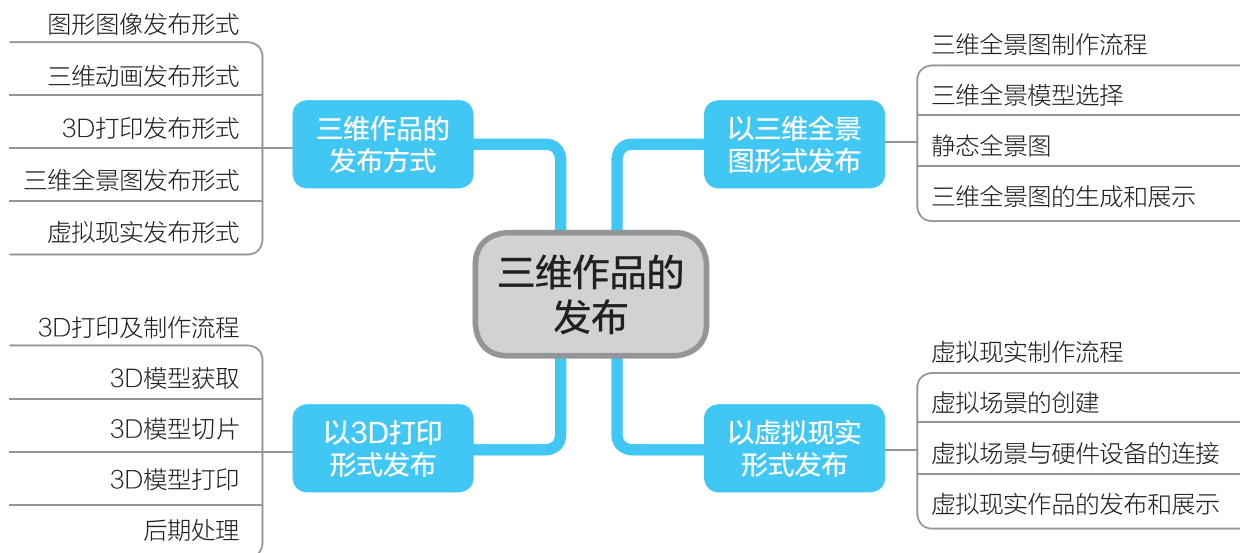 三维作品的
发布
三维作品的
发布方式
图形图像发布形式
三维动画发布形式
3D打印发布形式
三维全景图发布形式
虚拟现实发布形式
以三维全景
图形式发布
三维全景图制作流程
三维全景模型选择
静态全景图
三维全景图的生成和展示
以3D打印
形式发布
3D打印及制作流程
3D模型获取
3D模型切片
3D模型打印
后期处理
以虚拟现实
形式发布
虚拟现实制作流程
虚拟场景的创建
虚拟场景与硬件设备的连接
虚拟现实作品的发布和展示